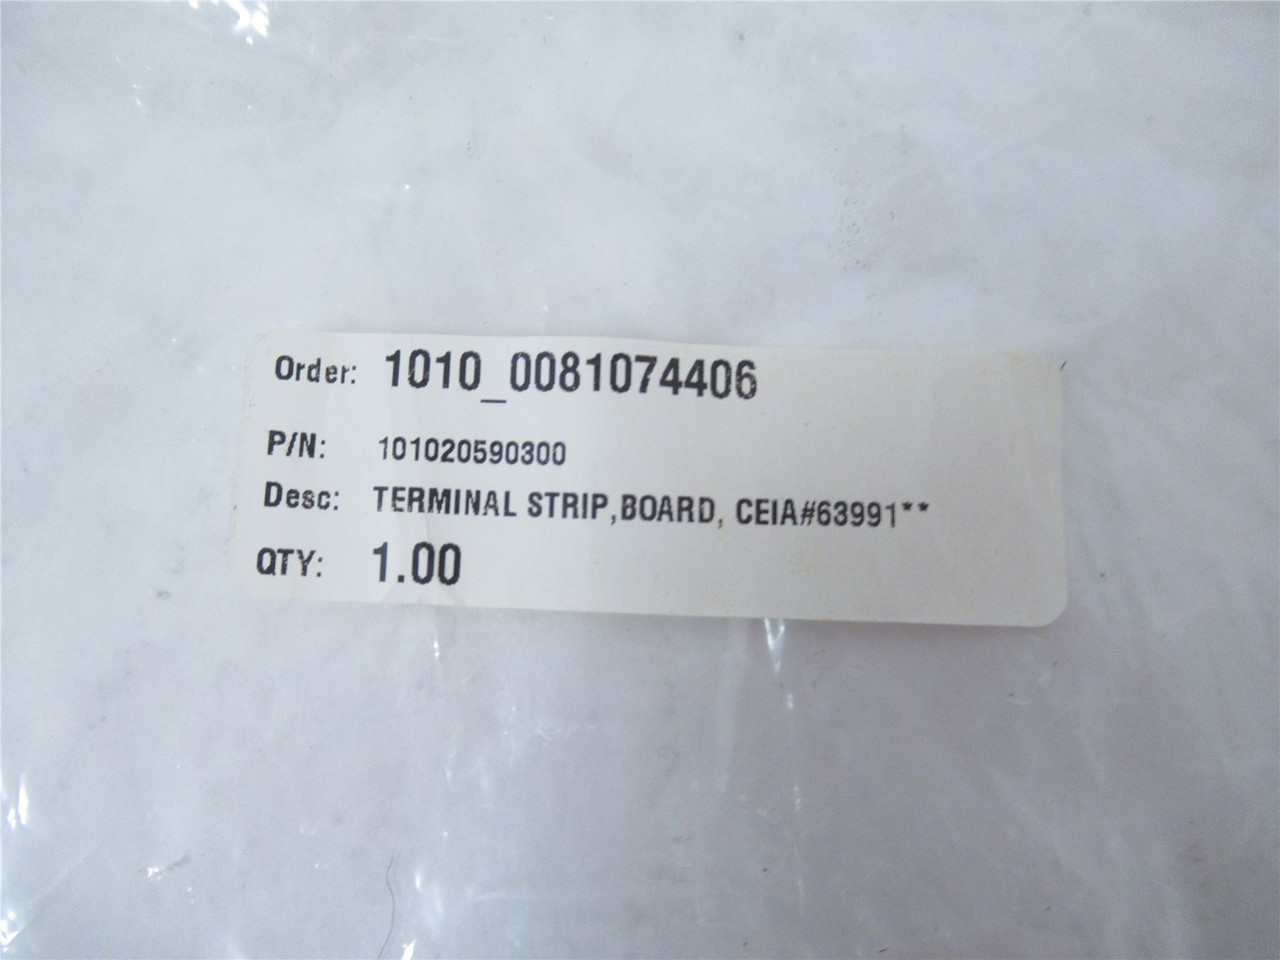 Order: 1010_0081074406
P/N: 101020590300
Desc: TERMINAL STRIP,BOARD, CEIA#63991**
QTY: 1.00